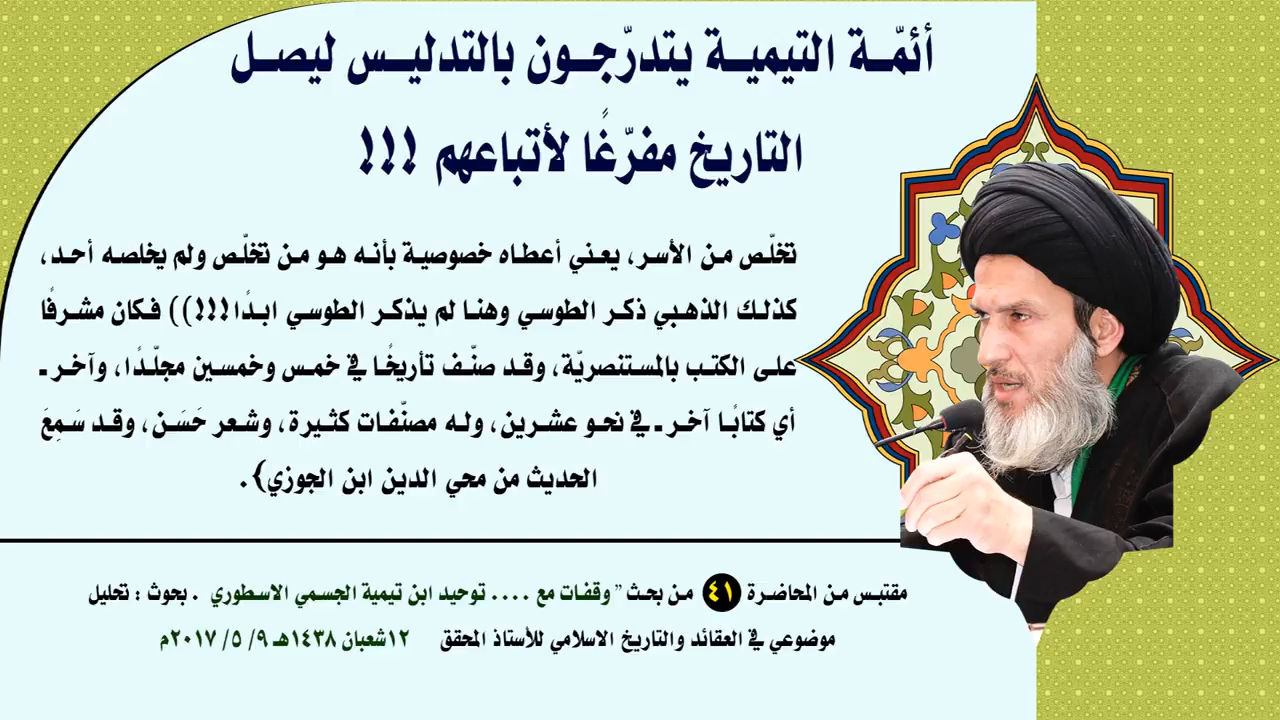 أئمّة التيمية يتدرّجون بالتدليس ليصل
التاريخ مفرّغًا لأتباعهم !!!
تخلّص من الأسر، يعني أعطاه خصوصية بأنه هو من تخلّص ولم يخلصه أحد،
كذلك الذهبي ذكر الطوسي وهنا لم يذكر الطوسي ابدًا!!!)) فكان مشرفًا
على الكتب بالمستنصريّة، وقد صنّف تأريخًا في خمس وخمسين مجلّدًا، وآخر ـ
أي كتابًا آخر ـ في نحو عشرين، وله مصنّفات كثيرة، وشعر حَسَن، وقد سَمِعَ
الحديث من محي الدين ابن الجوزي}.
مقتبس من المحاضرة ٤١ من بحث " وقفات مع .... توحيد ابن تيمية الجسمي الاسطوري . بحوث : تحليل
موضوعي في العقائد والتاريخ الاسلامي للأستاذ المحقق ١٢شعبان ١٤٣٨هـ ٩/ ٥/ ٢٠١٧م